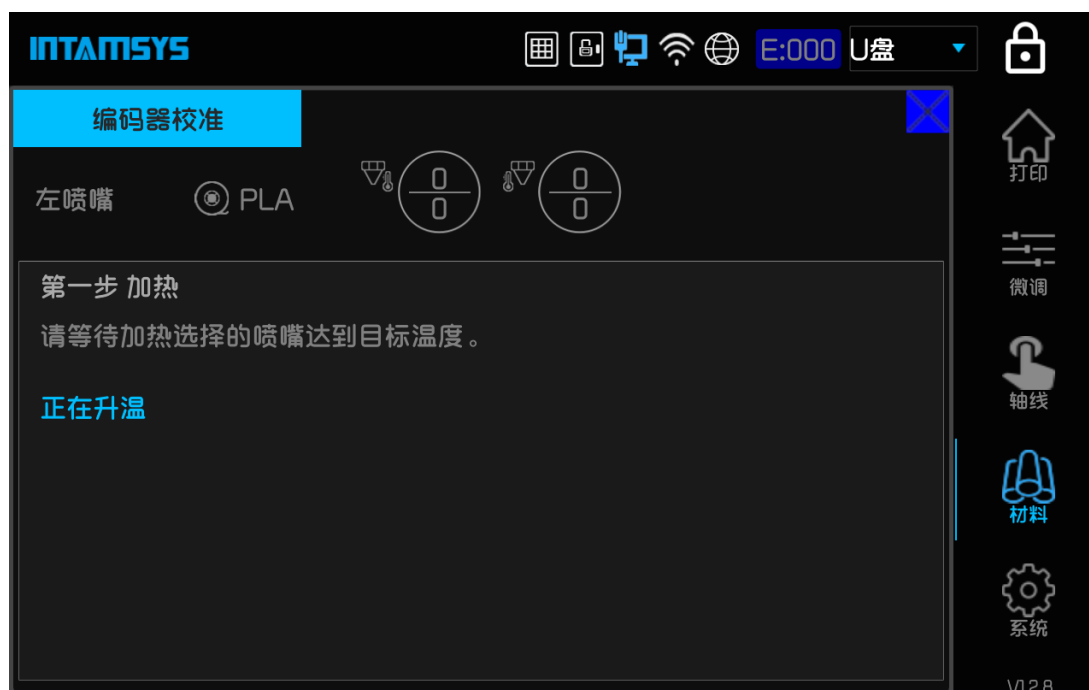 INTAMSYS
E:000 U盘
编码器校准
左喷嘴 PLA 0 0 0 0
第一步 加热
请等待加热选择的喷嘴达到目标温度。
正在升温
打印
微调
轴线
材料
系统